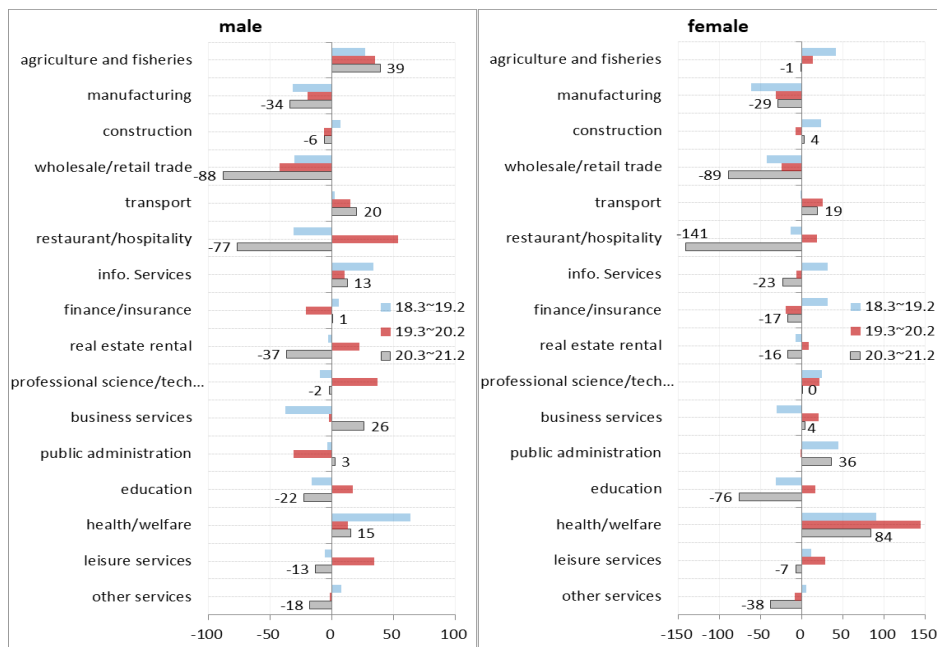 male
agriculture and fisheries
39
manufacturing
-34
construction
-6
wholesale/retail trade
-88
transport
20
restaurant/hospitality
-77
info. Services
13
finance/insurance
1
real estate rental
-37
professional science/tech...
-2
business services
26
public administration
3
education
-22
health/welfare
15
leisure services
-13
other services
-18
18.3~19.2
19.3~20.2
20.3~21.2
-100 -50 0 50 100
female
agriculture and fisheries
-1
manufacturing
-29
construction
4
wholesale/retail trade
-89
transport
19
restaurant/hospitality
-141
info. Services
-23
finance/insurance
-17
real estate rental
-16
professional science/tech...
0
business services
4
public administration
36
education
-76
health/welfare
84
leisure services
-7
other services
-38
18.3~19.2
19.3~20.2
20.3~21.2
-150 -100 -50 0 50 100 150